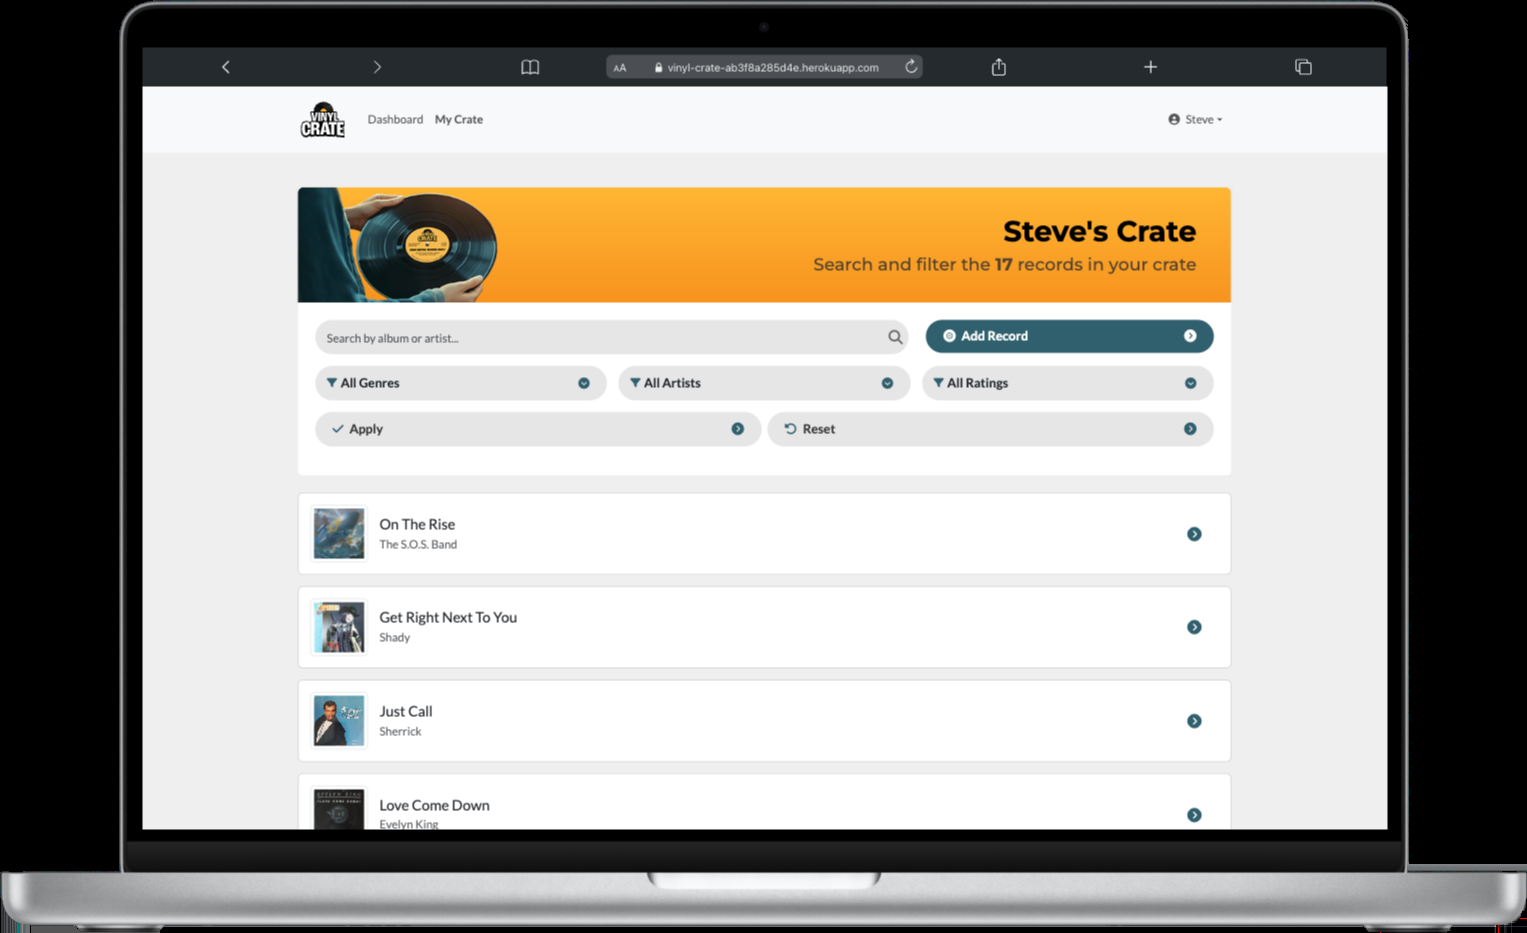 AA vinyl-crate-ab3f8a285d4e.herokuapp.com
VINYL
CRATE
Dashboard My Crate
Steve
Steve's Crate
Search and filter the 17 records in your crate
Search by album or artist...
Add Record
All Genres
All Artists
All Ratings
Apply
Reset
On The Rise
The S.O.S. Band
Get Right Next To You
Shady
Just Call
Sherrick
Love Come Down
Evelyn King